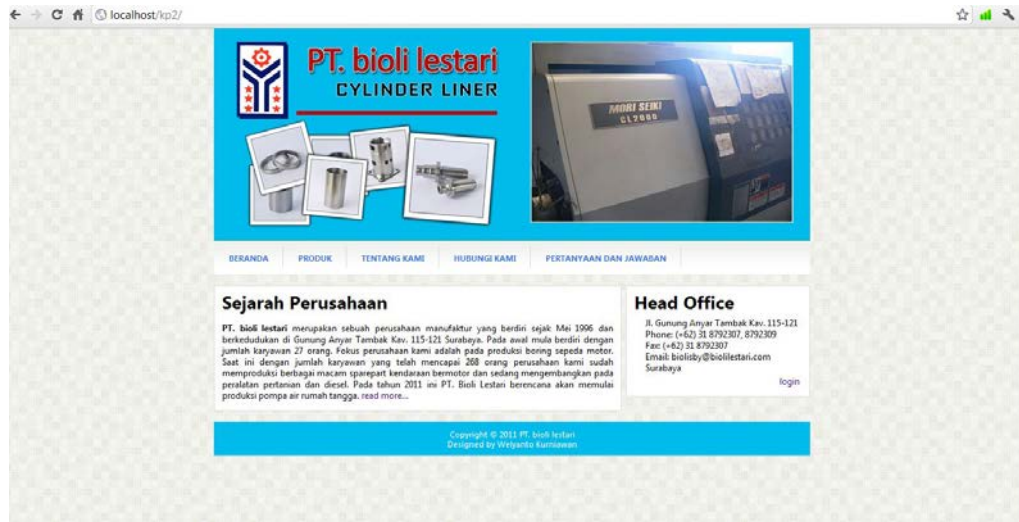 localhost/kp2/
PT. bioli lestari
CYLINDER LINER
MORI SEIKI
CL2000
BERANDA PRODUK TENTANG KAMI HUBUNGI KAMI PERTANYAAN DAN JAWABAN
Sejarah Perusahaan
PT. bioli lestari merupakan sebuah perusahaan manufaktur yang berdiri sejak Mei 1996 dan
berkedudukan di Gunung Anyar Tambak Kav. 115-121 Surabaya. Pada awal mula berdiri dengan
jumlah karyawan 27 orang. Fokus perusahaan kami adalah pada produksi boring sepeda motor.
Saat ini dengan jumlah karyawan yang telah mencapai 268 orang perusahaan kami sudah
memproduksi berbagai macam sparepart kendaraan bermotor dan sedang mengembangkan pada
peralatan pertanian dan diesel. Pada tahun 2011 ini PT. Bioli Lestari berencana akan memulai
produksi pompa air rumah tangga. read more...
Head Office
Jl. Gunung Anyar Tambak Kav. 115-121
Phone: (+62) 31 8792307, 8792309
Fax: (+62) 31 8792307
Email: biolisby@biolilestari.com
Surabaya
login
Copyright © 2011 PT. bioli lestari
Designed by Welyanto Kurniawan